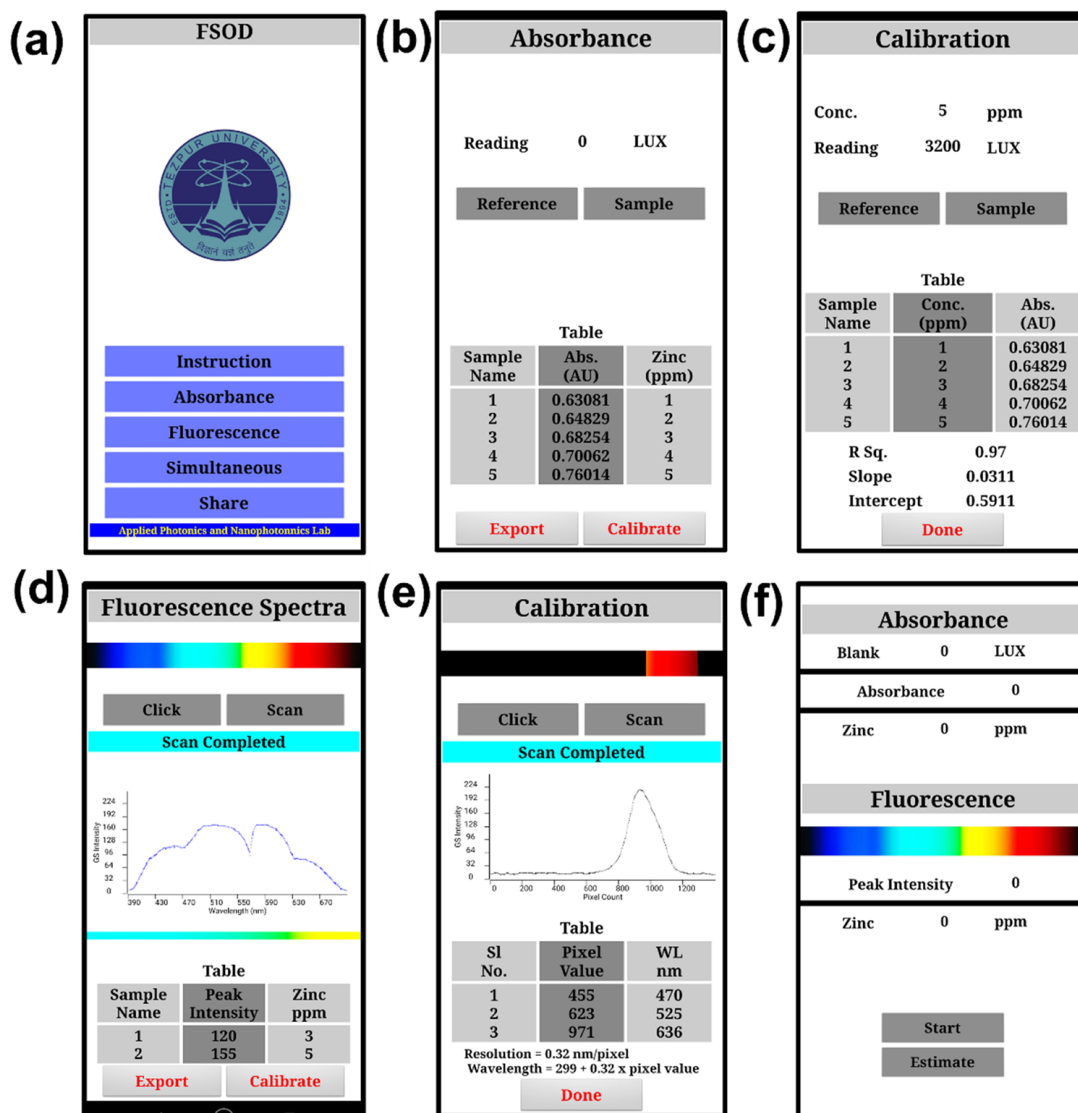 (a)
FSOD
TEZPUR UNIVERSITY
ESTD 1994
विज्ञानं यज्ञं तनुते
Instruction
Absorbance
Fluorescence
Simultaneous
Share
Applied Photonics and Nanophotonnics Lab
(b)
Absorbance
Reading 0 LUX
Reference Sample
Table
Sample Name Abs. (AU) Zinc (ppm)
1 0.63081 1
2 0.64829 2
3 0.68254 3
4 0.70062 4
5 0.76014 5
Export Calibrate
(c)
Calibration
Conc. 5 ppm
Reading 3200 LUX
Reference Sample
Table
Sample Name Conc. (ppm) Abs. (AU)
1 1 0.63081
2 2 0.64829
3 3 0.68254
4 4 0.70062
5 5 0.76014
R Sq. 0.97
Slope 0.0311
Intercept 0.5911
Done
(d)
Fluorescence Spectra
Click Scan
Scan Completed
GS Intensity
224
192
160
128
96
64
32
0
390 430 470 510 550 590 630 670
Wavelength (nm)
Table
Sample Name Peak Intensity Zinc ppm
1 120 3
2 155 5
Export Calibrate
(e)
Calibration
Click Scan
Scan Completed
GS Intensity
224
192
160
128
96
64
32
0
0 200 400 600 800 1000 1200
Pixel Count
Table
Sl No. Pixel Value WL nm
1 455 470
2 623 525
3 971 636
Resolution = 0.32 nm/pixel
Wavelength = 299 + 0.32 x pixel value
Done
(f)
Absorbance
Blank 0 LUX
Absorbance 0
Zinc 0 ppm
Fluorescence
Peak Intensity 0
Zinc 0 ppm
Start
Estimate